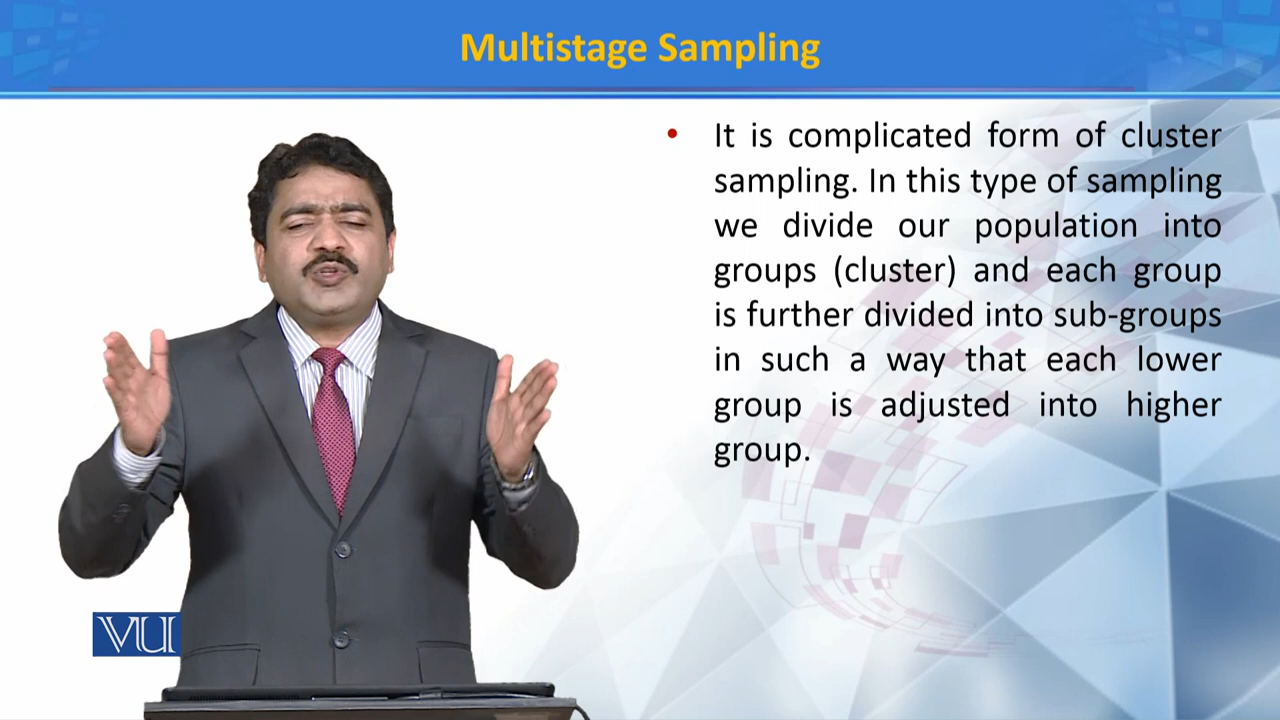 Multistage Sampling
• It is complicated form of cluster
sampling. In this type of sampling
we divide our population into
groups (cluster) and each group
is further divided into sub-groups
in such a way that each lower
group is adjusted into higher
group.
VU